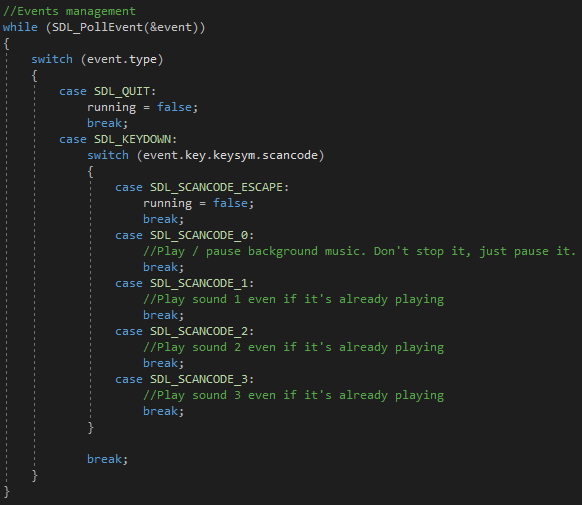 //Events management
while (SDL_PollEvent(&event))
{
    switch (event.type)
    {
        case SDL_QUIT:
            running = false;
            break;
        case SDL_KEYDOWN:
            switch (event.key.keysym.scancode)
            {
                case SDL_SCANCODE_ESCAPE:
                    running = false;
                    break;
                case SDL_SCANCODE_0:
                    //Play / pause background music. Don't stop it, just pause it.
                    break;
                case SDL_SCANCODE_1:
                    //Play sound 1 even if it's already playing
                    break;
                case SDL_SCANCODE_2:
                    //Play sound 2 even if it's already playing
                    break;
                case SDL_SCANCODE_3:
                    //Play sound 3 even if it's already playing
                    break;
            }

            break;
    }
}